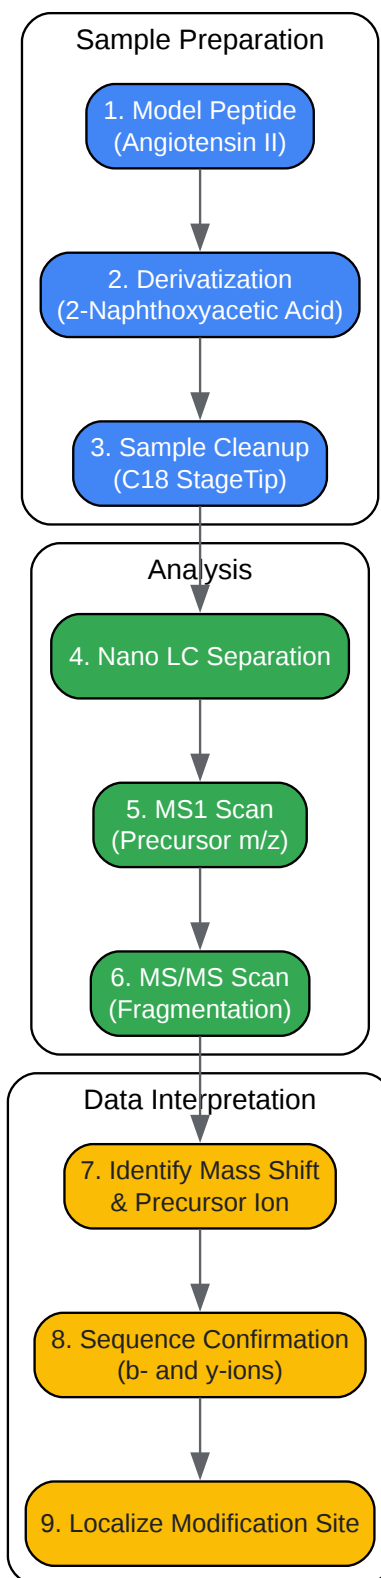 Sample Preparation
1. Model Peptide
(Angiotensin II)
2. Derivatization
(2-Naphthoxyacetic Acid)
3. Sample Cleanup
(C18 StageTip)
Analysis
4. Nano LC Separation
5. MS1 Scan
(Precursor m/z)
6. MS/MS Scan
(Fragmentation)
Data Interpretation
7. Identify Mass Shift
& Precursor Ion
8. Sequence Confirmation
(b- and y-ions)
9. Localize Modification Site